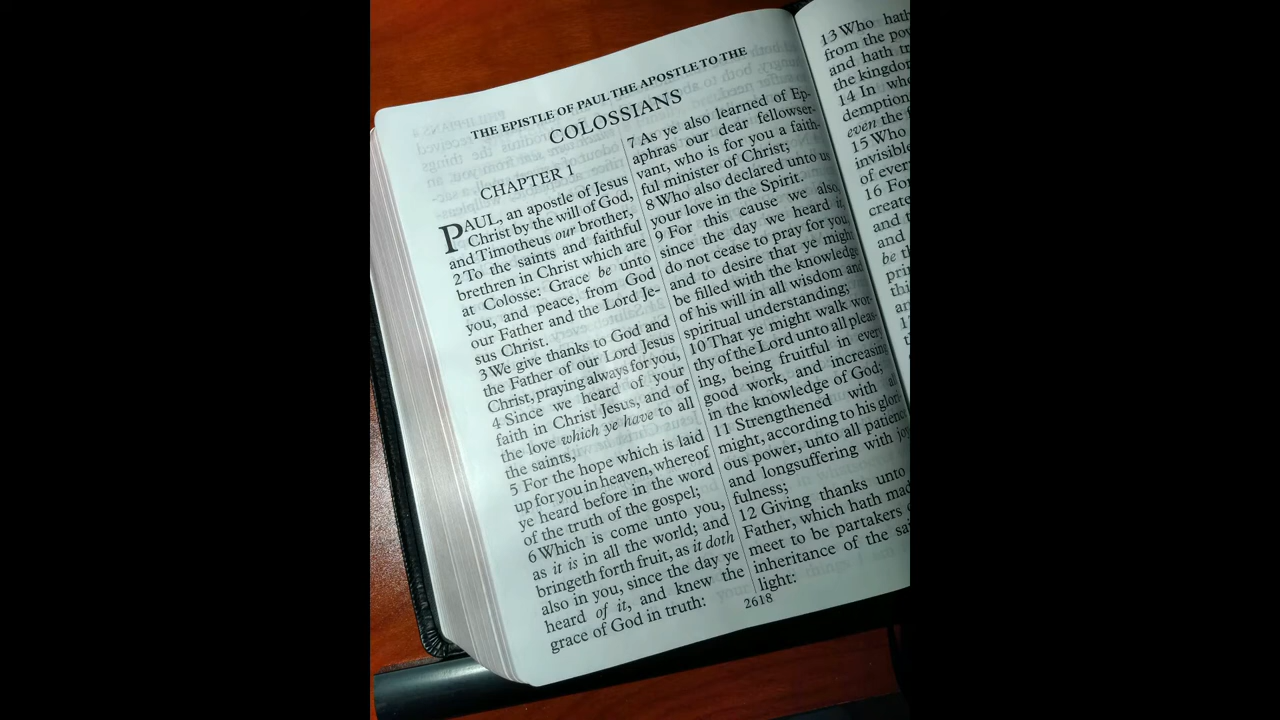 THE EPISTLE OF PAUL THE APOSTLE TO THE
COLOSSIANS
CHAPTER 1
PAUL, an apostle of Jesus
Christ by the will of God,
and Timotheus our brother,
2 To the saints and faithful
brethren in Christ which are
at Colosse: Grace be unto
you, and peace, from God
our Father and the Lord Je-
sus Christ.
3 We give thanks to God and
the Father of our Lord Jesus
Christ, praying always for you,
4 Since we heard of your
faith in Christ Jesus, and of
the love which ye have to all
the saints,
5 For the hope which is laid
up for you in heaven, whereof
ye heard before in the word
of the truth of the gospel;
6 Which is come unto you,
as it is in all the world; and
bringeth forth fruit, as it doth
also in you, since the day ye
heard of it, and knew the
grace of God in truth:
7 As ye also learned of Ep-
aphras our dear fellowser-
vant, who is for you a faith-
ful minister of Christ;
8 Who also declared unto us
your love in the Spirit.
9 For this cause we also,
since the day we heard it,
do not cease to pray for you,
and to desire that ye might
be filled with the knowledge
of his will in all wisdom and
spiritual understanding;
10 That ye might walk wor-
thy of the Lord unto all pleas-
ing, being fruitful in every
good work, and increasing
in the knowledge of God;
11 Strengthened with all
might, according to his glori
ous power, unto all patien
and longsuffering with joy
fulness;
12 Giving thanks unto
Father, which hath mad
meet to be partakers
inheritance of the sa
light:
2618
13 Who hath
from the pow
and hath tr
the kingdo
14 In who
demption
even the f
15 Who
invisible
of ever
16 For
create
and t
and
be th
prin
thi
an
1